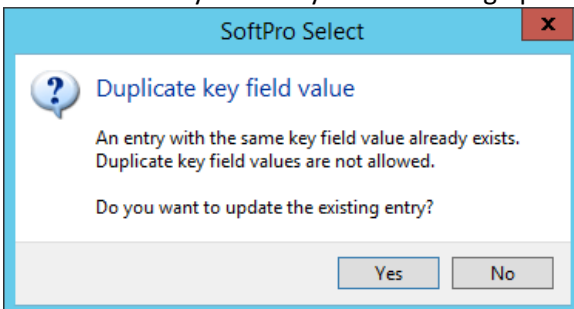 SoftPro Select
x
?
Duplicate key field value
An entry with the same key field value already exists.
Duplicate key field values are not allowed.
Do you want to update the existing entry?
Yes
No